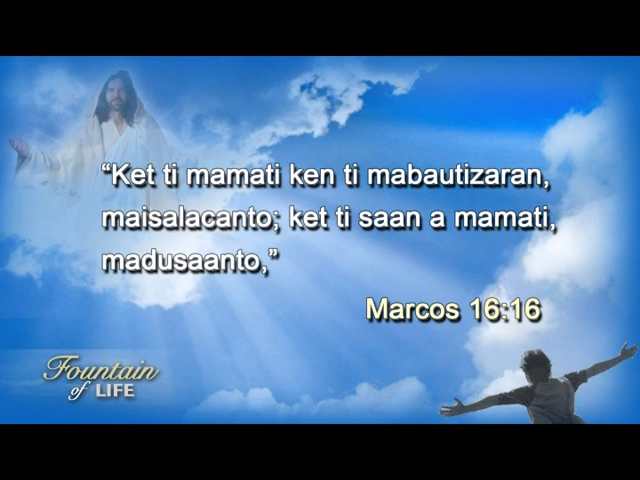 “Ket ti mamati ken ti mabautizaran,
maisalacanto; ket ti saan a mamati,
madusaanto,”
Marcos 16:16
Fountain
of LIFE